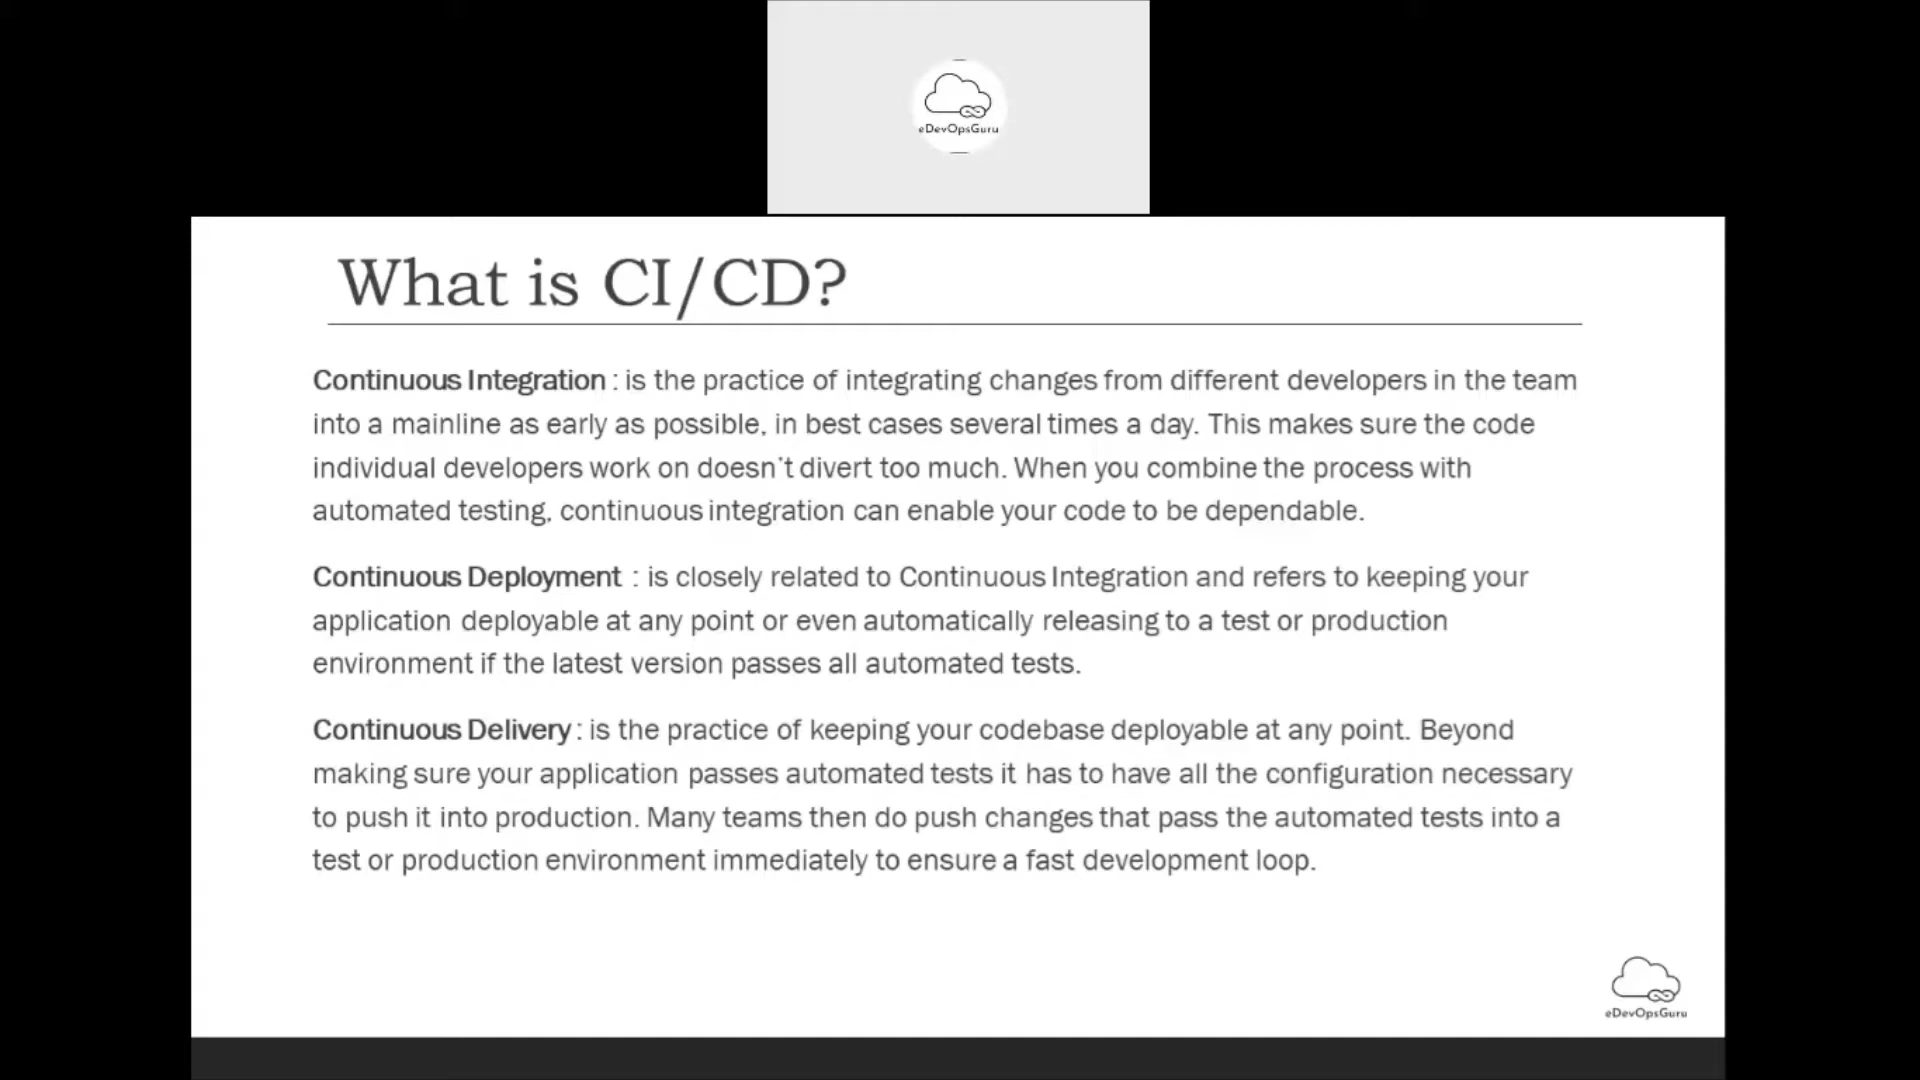 eDevOpsGuru
What is CI/CD?
Continuous Integration : is the practice of integrating changes from different developers in the team
into a mainline as early as possible, in best cases several times a day. This makes sure the code
individual developers work on doesn't divert too much. When you combine the process with
automated testing, continuous integration can enable your code to be dependable.
Continuous Deployment : is closely related to Continuous Integration and refers to keeping your
application deployable at any point or even automatically releasing to a test or production
environment if the latest version passes all automated tests.
Continuous Delivery : is the practice of keeping your codebase deployable at any point. Beyond
making sure your application passes automated tests it has to have all the configuration necessary
to push it into production. Many teams then do push changes that pass the automated tests into a
test or production environment immediately to ensure a fast development loop.
eDevOpsGuru